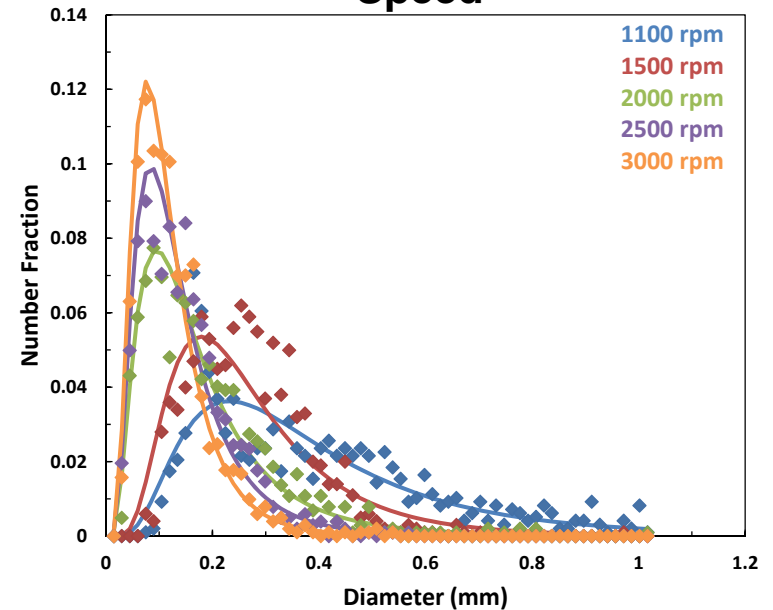 Speed
0.14
0.12
0.1
0.08
0.06
0.04
0.02
0
Number Fraction
1100 rpm
1500 rpm
2000 rpm
2500 rpm
3000 rpm
0 0.2 0.4 0.6 0.8 1 1.2
Diameter (mm)